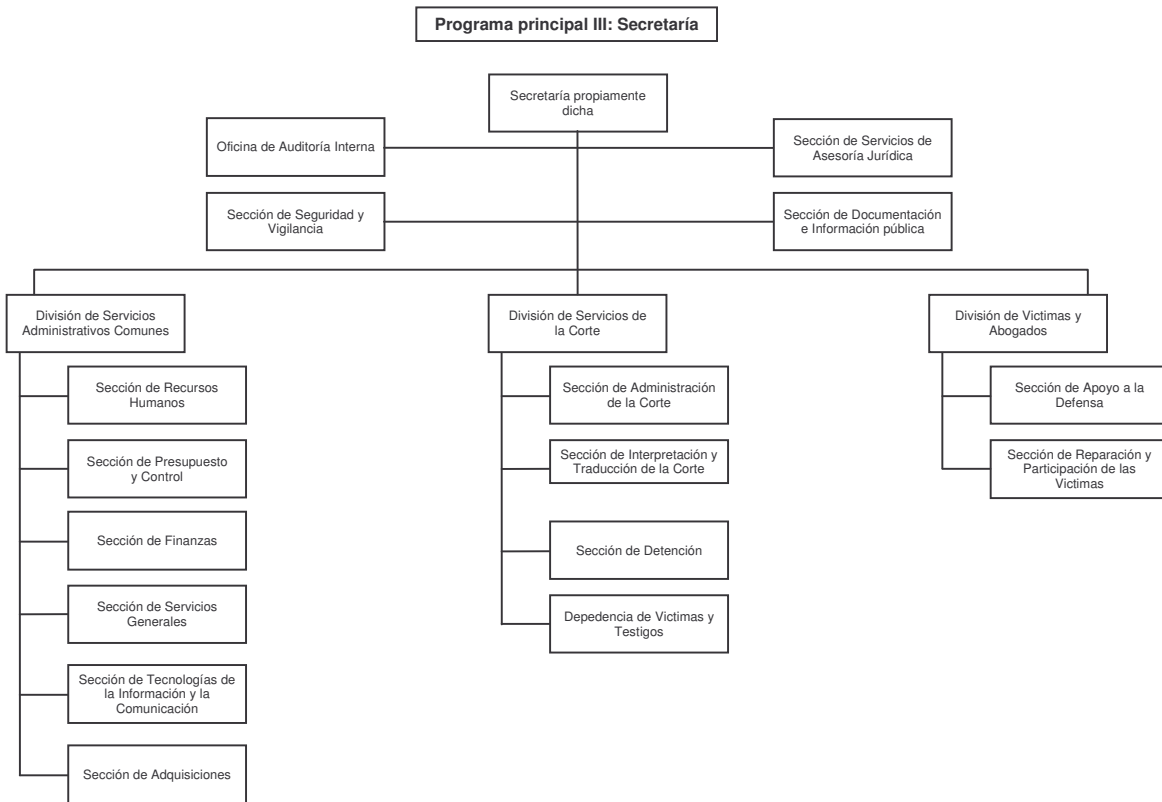 Programa principal III: Secretaría
Secretaría propiamente
dicha
Oficina de Auditoría Interna
Sección de Servicios de
Asesoría Jurídica
Sección de Seguridad y
Vigilancia
Sección de Documentación
e Información pública
División de Servicios
Administrativos Comunes
Sección de Recursos
Humanos
Sección de Presupuesto
y Control
Sección de Finanzas
Sección de Servicios
Generales
Sección de Tecnologías de
la Información y la
Comunicación
Sección de Adquisiciones
División de Servicios de
la Corte
Sección de Administración
de la Corte
Sección de Interpretación y
Traducción de la Corte
Sección de Detención
Depedencia de Victimas y
Testigos
División de Victimas y
Abogados
Sección de Apoyo a la
Defensa
Sección de Reparación y
Participación de las
Victimas